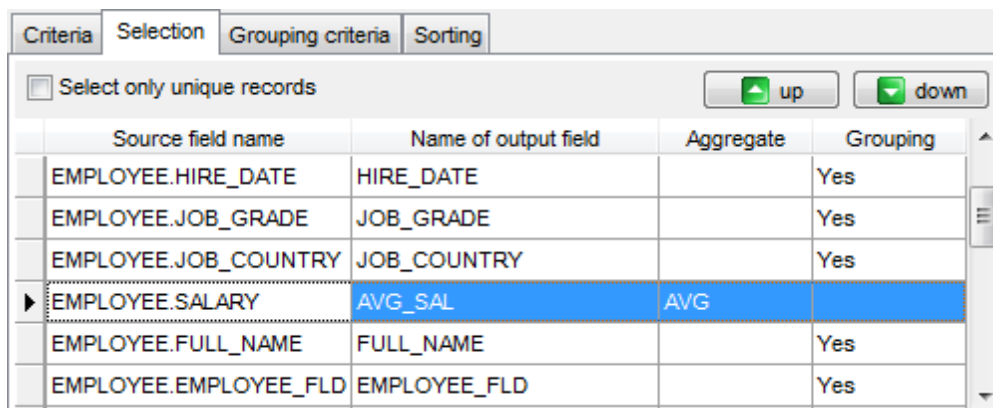 Criteria Selection Grouping criteria Sorting
Select only unique records up down
Source field name Name of output field Aggregate Grouping
EMPLOYEE.HIRE_DATE HIRE_DATE Yes
EMPLOYEE.JOB_GRADE JOB_GRADE Yes
EMPLOYEE.JOB_COUNTRY JOB_COUNTRY Yes
EMPLOYEE.SALARY AVG_SAL AVG
EMPLOYEE.FULL_NAME FULL_NAME Yes
EMPLOYEE.EMPLOYEE_FLD EMPLOYEE_FLD Yes